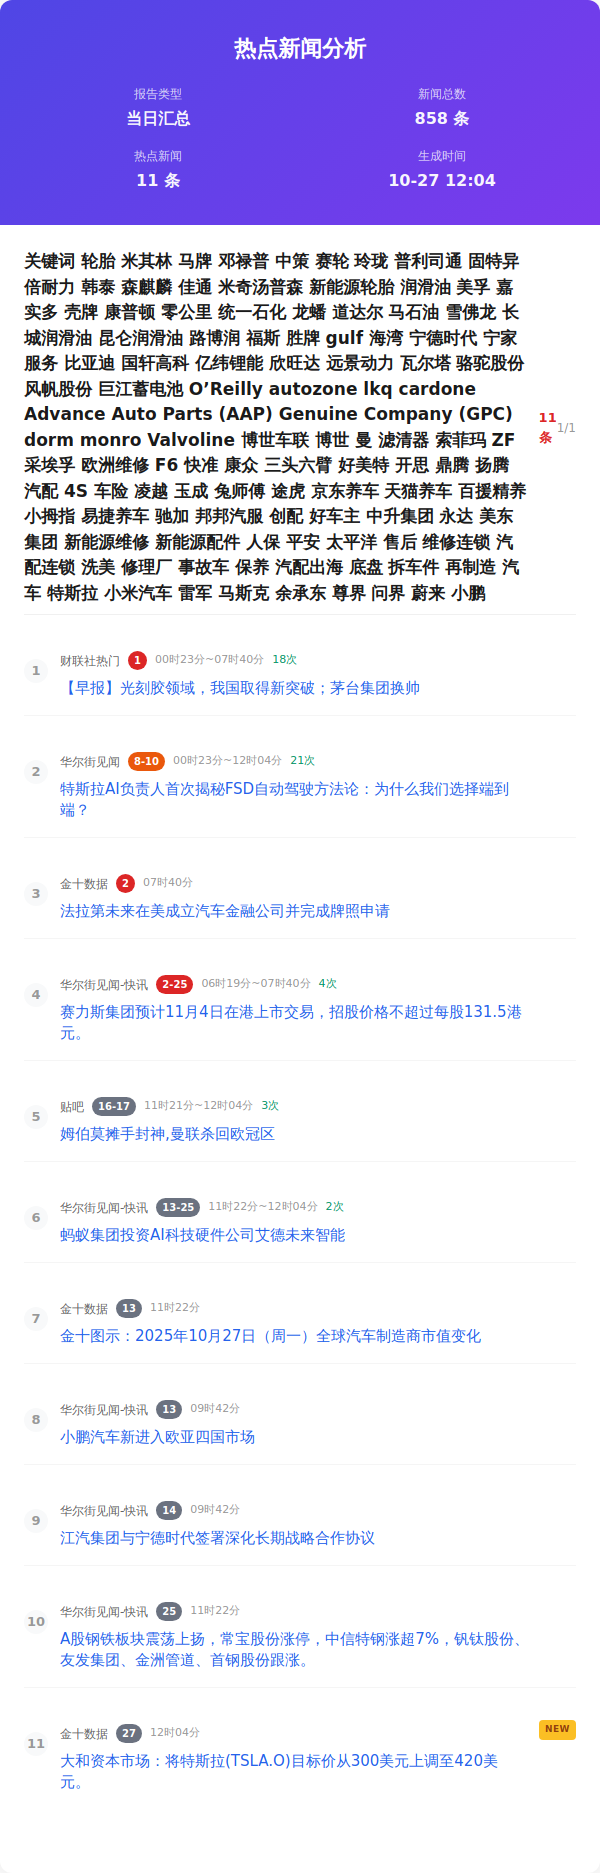 热点新闻分析
报告类型
当日汇总
新闻总数
858 条
热点新闻
11 条
生成时间
10-27 12:04
关键词 轮胎 米其林 马牌 邓禄普 中策 赛轮 玲珑 普利司通 固特异
倍耐力 韩泰 森麒麟 佳通 米奇汤普森 新能源轮胎 润滑油 美孚 嘉
实多 壳牌 康普顿 零公里 统一石化 龙蟠 道达尔 马石油 雪佛龙 长
城润滑油 昆仑润滑油 路博润 福斯 胜牌 gulf 海湾 宁德时代 宁家
服务 比亚迪 国轩高科 亿纬锂能 欣旺达 远景动力 瓦尔塔 骆驼股份
风帆股份 巨江蓄电池 O’Reilly autozone lkq cardone
Advance Auto Parts (AAP) Genuine Company (GPC)
dorm monro Valvoline 博世车联 博世 曼 滤清器 索菲玛 ZF
采埃孚 欧洲维修 F6 快准 康众 三头六臂 好美特 开思 鼎腾 扬腾
汽配 4S 车险 凌越 玉成 兔师傅 途虎 京东养车 天猫养车 百援精养
小拇指 易捷养车 驰加 邦邦汽服 创配 好车主 中升集团 永达 美东
集团 新能源维修 新能源配件 人保 平安 太平洋 售后 维修连锁 汽
配连锁 洗美 修理厂 事故车 保养 汽配出海 底盘 拆车件 再制造 汽
车 特斯拉 小米汽车 雷军 马斯克 余承东 尊界 问界 蔚来 小鹏
11
条
1/1
1
财联社热门 1 00时23分~07时40分 18次
【早报】光刻胶领域，我国取得新突破；茅台集团换帅
2
华尔街见闻 8-10 00时23分~12时04分 21次
特斯拉AI负责人首次揭秘FSD自动驾驶方法论：为什么我们选择端到
端？
3
金十数据 2 07时40分
法拉第未来在美成立汽车金融公司并完成牌照申请
4
华尔街见闻-快讯 2-25 06时19分~07时40分 4次
赛力斯集团预计11月4日在港上市交易，招股价格不超过每股131.5港
元。
5
贴吧 16-17 11时21分~12时04分 3次
姆伯莫摊手封神,曼联杀回欧冠区
6
华尔街见闻-快讯 13-25 11时22分~12时04分 2次
蚂蚁集团投资AI科技硬件公司艾德未来智能
7
金十数据 13 11时22分
金十图示：2025年10月27日（周一）全球汽车制造商市值变化
8
华尔街见闻-快讯 13 09时42分
小鹏汽车新进入欧亚四国市场
9
华尔街见闻-快讯 14 09时42分
江汽集团与宁德时代签署深化长期战略合作协议
10
华尔街见闻-快讯 25 11时22分
A股钢铁板块震荡上扬，常宝股份涨停，中信特钢涨超7%，钒钛股份、
友发集团、金洲管道、首钢股份跟涨。
11
金十数据 27 12时04分
NEW
大和资本市场：将特斯拉(TSLA.O)目标价从300美元上调至420美
元。